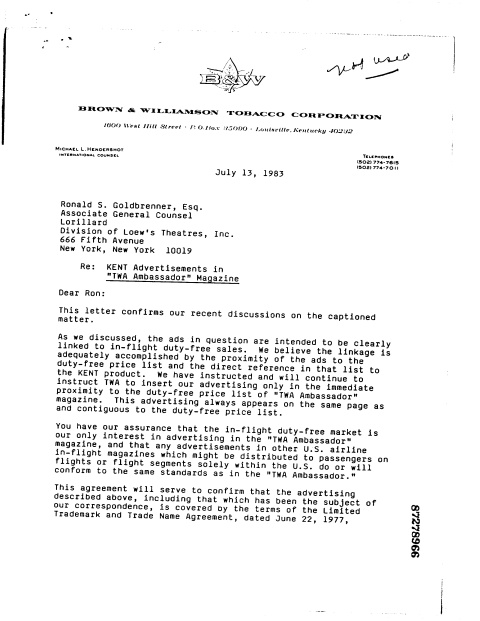 not used
B&W
BROWN & WILLIAMSON TOBACCO CORPORATION
1600 West Hill Street · P.O. Box 35090 · Louisville, Kentucky 40232
MICHAEL L. HENDERSHOT
INTERNATIONAL COUNSEL
TELEPHONES
(502) 774-7615
(502) 774-7011
July 13, 1983
Ronald S. Goldbrenner, Esq.
Associate General Counsel
Lorillard
Division of Loew's Theatres, Inc.
666 Fifth Avenue
New York, New York 10019
Re: KENT Advertisements in
"TWA Ambassador" Magazine
Dear Ron:
This letter confirms our recent discussions on the captioned
matter.
As we discussed, the ads in question are intended to be clearly
linked to in-flight duty-free sales. We believe the linkage is
adequately accomplished by the proximity of the ads to the
duty-free price list and the direct reference in that list to
the KENT product. We have instructed and will continue to
instruct TWA to insert our advertising only in the immediate
proximity to the duty-free price list of "TWA Ambassador"
magazine. This advertising always appears on the same page as
and contiguous to the duty-free price list.
You have our assurance that the in-flight duty-free market is
our only interest in advertising in the "TWA Ambassador"
magazine, and that any advertisements in other U.S. airline
in-flight magazines which might be distributed to passengers on
flights or flight segments solely within the U.S. do or will
conform to the same standards as in the "TWA Ambassador."
This agreement will serve to confirm that the advertising
described above, including that which has been the subject of
our correspondence, is covered by the terms of the Limited
Trademark and Trade Name Agreement, dated June 22, 1977,
87278966